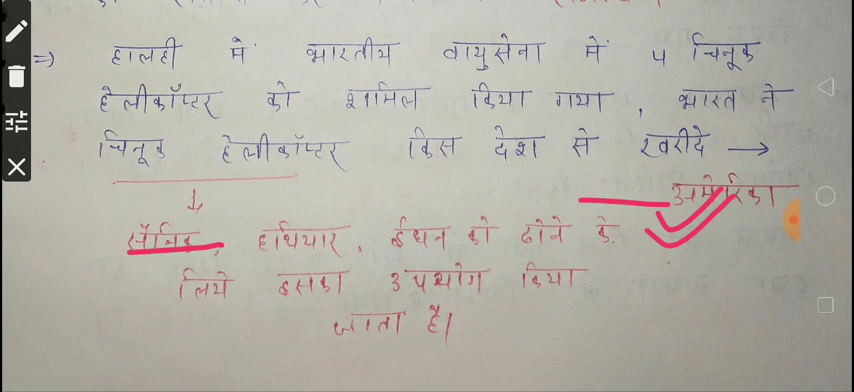 => हालही में भारतीय वायुसेना में 4 चिनूक
हेलीकॉप्टर को शामिल किया गया , भारत ने
चिनूक हेलीकॉप्टर किस देश से खरीदे →
अमेरिका
सैनिक, हथियार, ईंधन को ढोने के
लिये इसका उपयोग किया
जाता है।